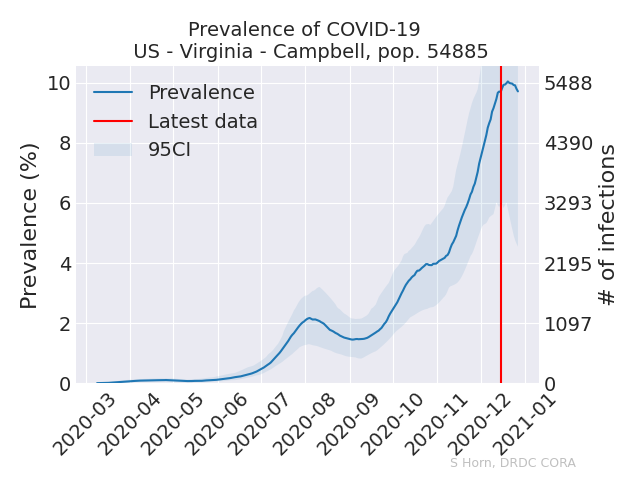 Prevalence of COVID-19
US - Virginia - Campbell, pop. 54885
Prevalence
Latest data
95CI
Prevalence (%)
10
8
6
4
2
0
5488
4390
3293
2195
1097
0
# of infections
2020-03
2020-04
2020-05
2020-06
2020-07
2020-08
2020-09
2020-10
2020-11
2020-12
2021-01
S Horn, DRDC CORA